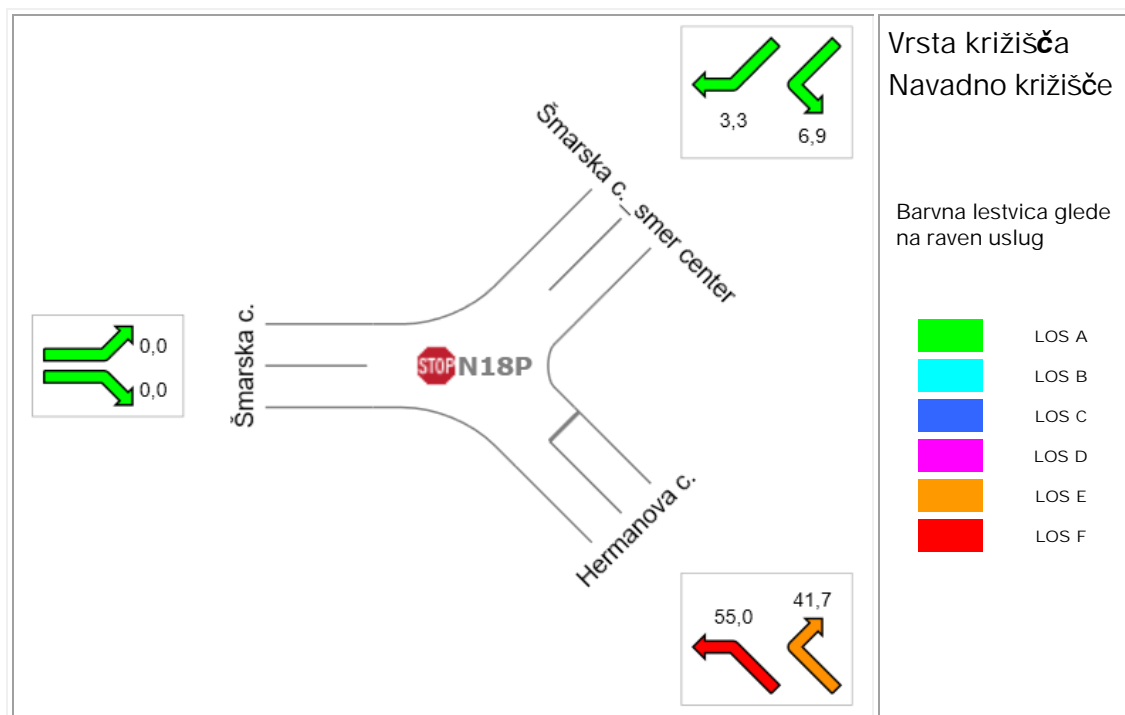 Vrsta križišča
Navadno križišče
3,3
6,9
Šmarska c._smer center
Barvna lestvica glede
na raven uslug
Šmarska c.
0,0
0,0
STOP
N18P
LOS A
LOS B
LOS C
LOS D
LOS E
LOS F
Hermanova c.
55,0
41,7